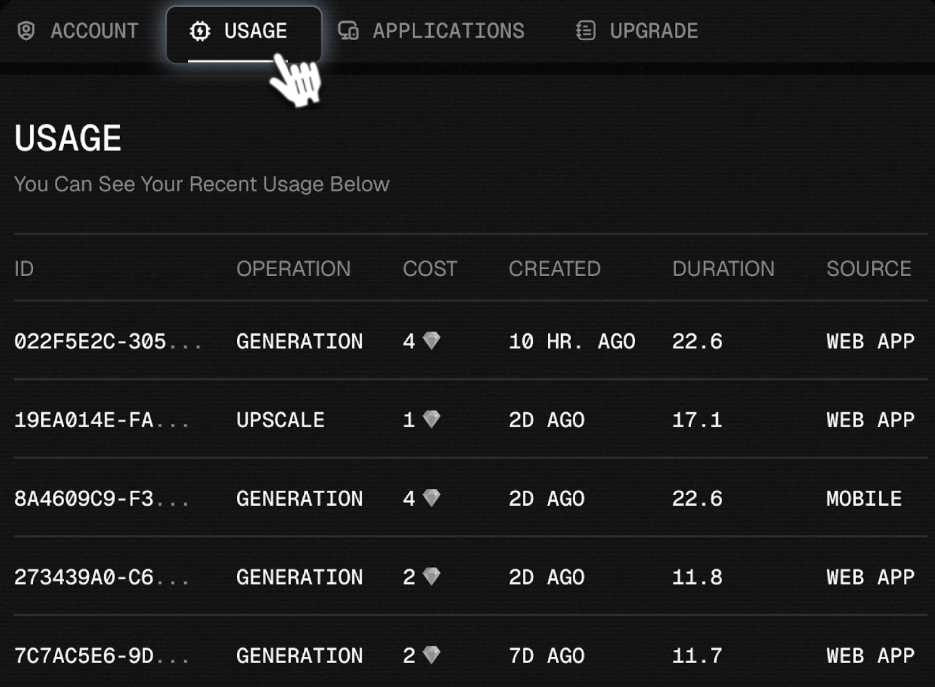 ACCOUNT USAGE APPLICATIONS UPGRADE
USAGE
You Can See Your Recent Usage Below
ID OPERATION COST CREATED DURATION SOURCE
022F5E2C-305... GENERATION 4 10 HR. AGO 22.6 WEB APP
19EA014E-FA... UPSCALE 1 2D AGO 17.1 WEB APP
8A4609C9-F3... GENERATION 4 2D AGO 22.6 MOBILE
273439A0-C6... GENERATION 2 2D AGO 11.8 WEB APP
7C7AC5E6-9D... GENERATION 2 7D AGO 11.7 WEB APP